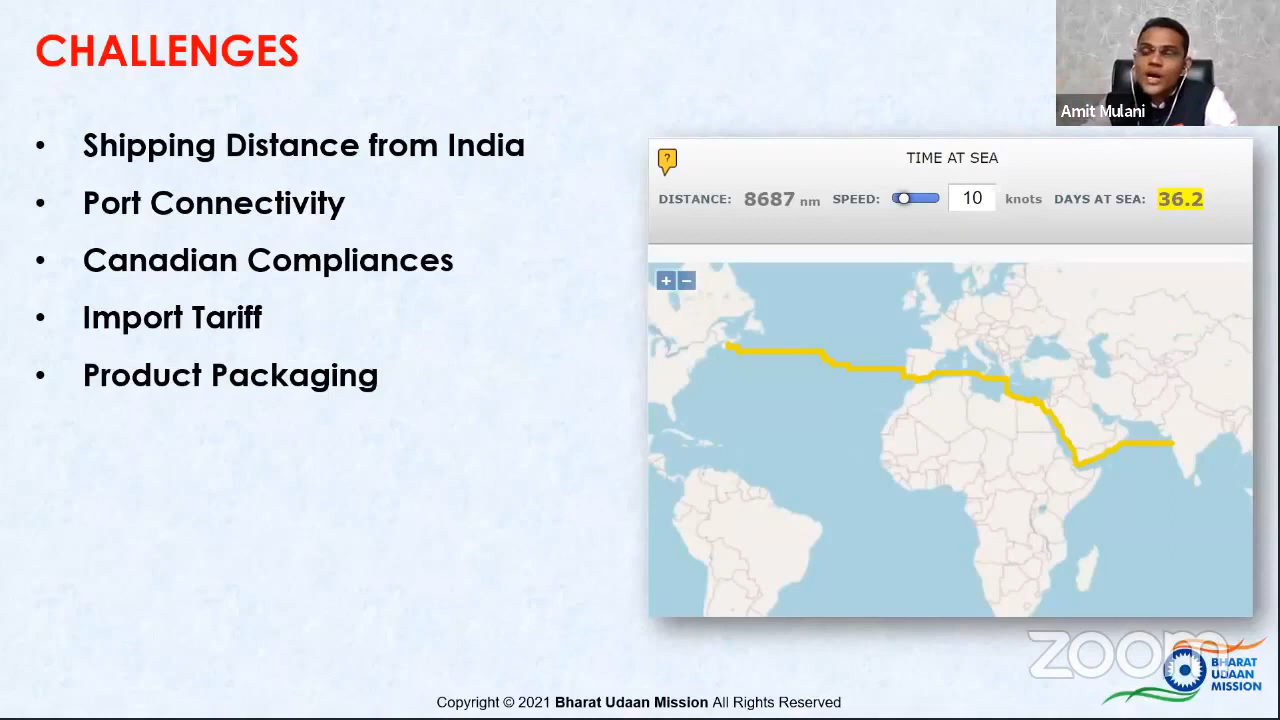 CHALLENGES
Amit Mulani
• Shipping Distance from India
• Port Connectivity
• Canadian Compliances
• Import Tariff
• Product Packaging
?
TIME AT SEA
DISTANCE: 8687 nm SPEED: 10 knots DAYS AT SEA: 36.2
+ −
zoom
BHARAT
UDAAN
MISSION
Copyright © 2021 Bharat Udaan Mission All Rights Reserved